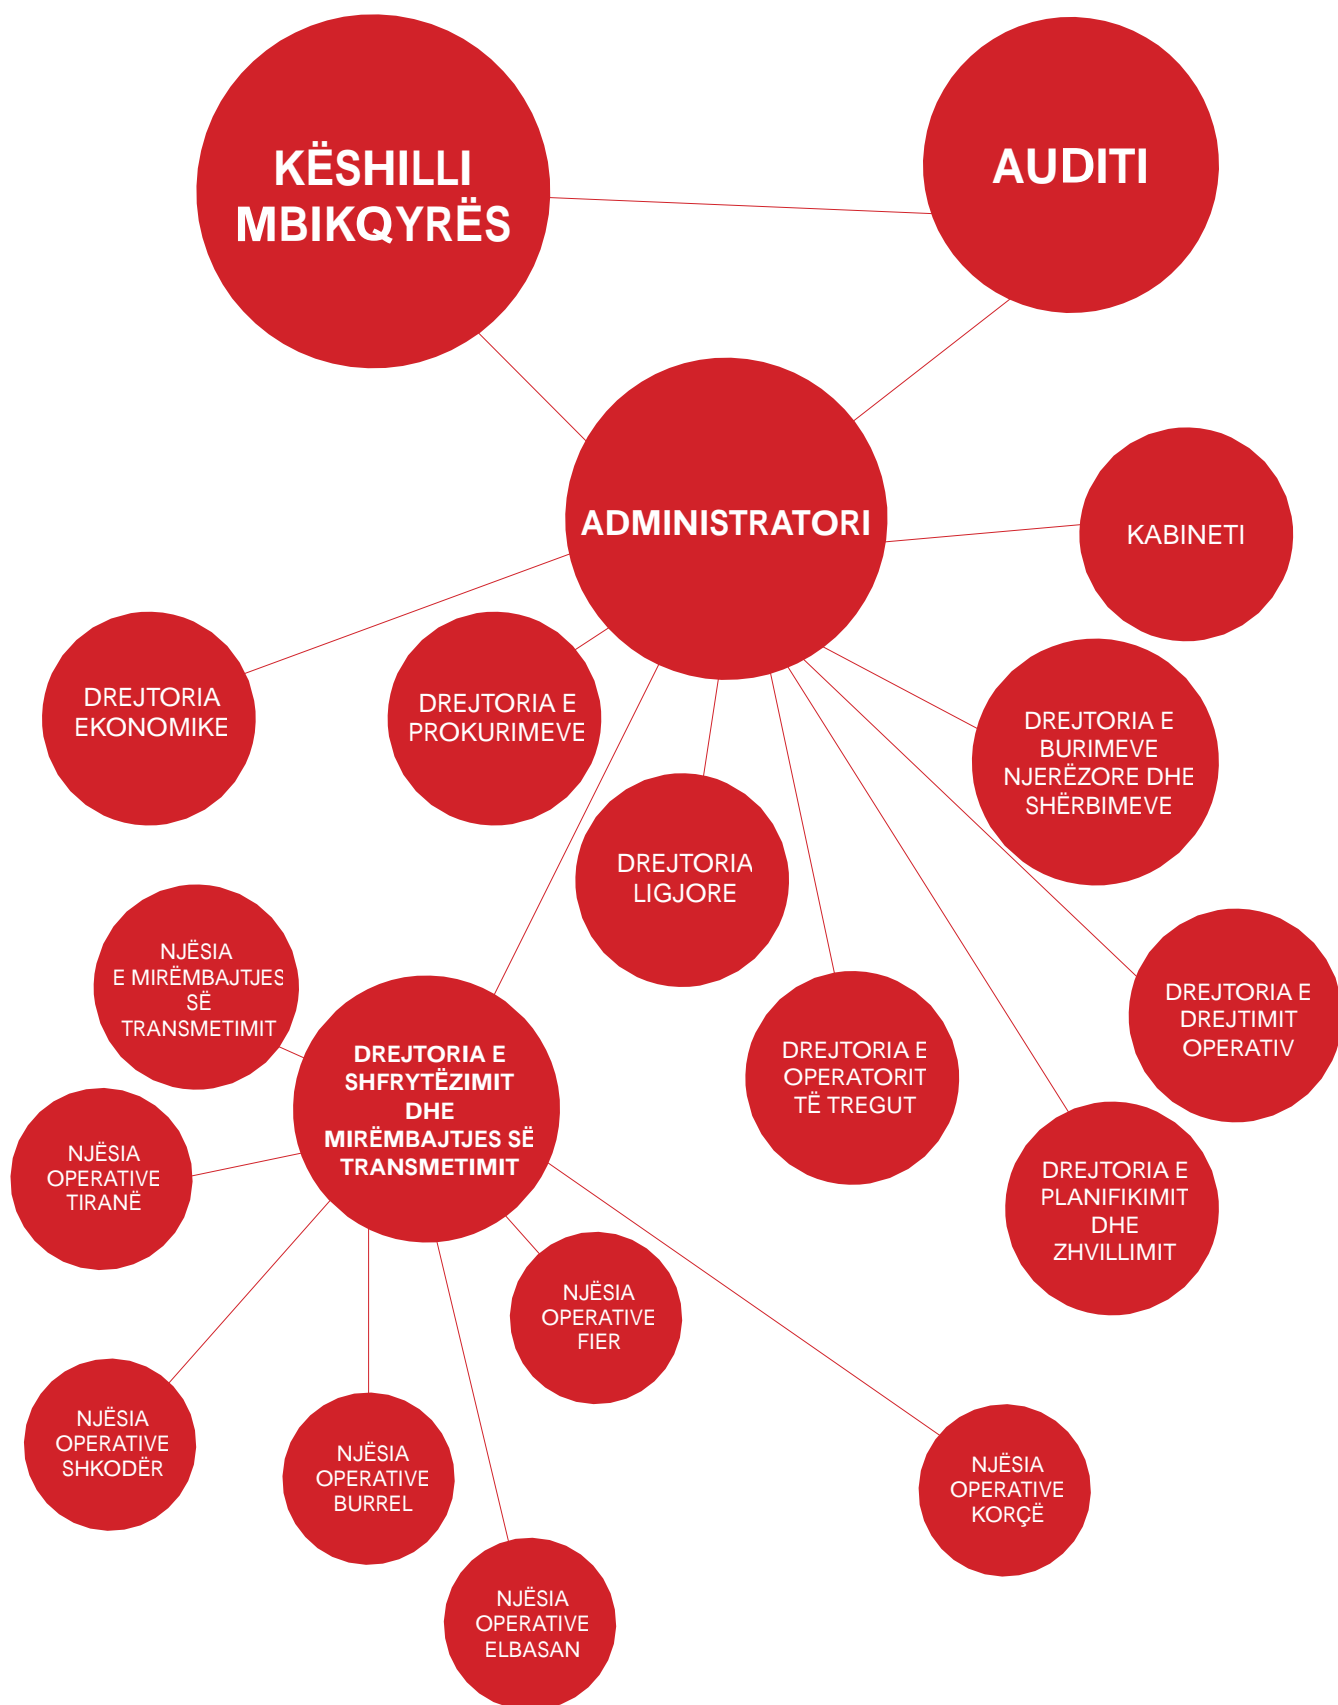 KËSHILLI
MBIKQYRËS
AUDITI
ADMINISTRATORI
KABINETI
DREJTORIA
EKONOMIKE
DREJTORIA E
PROKURIMEVE
DREJTORIA E
BURIMEVE
NJERËZORE DHE
SHËRBIMEVE
DREJTORIA
LIGJORE
NJËSIA
E MIRËMBAJTJES
SË
TRANSMETIMIT
DREJTORIA E
SHFRYTËZIMIT
DHE
MIRËMBAJTJES SË
TRANSMETIMIT
DREJTORIA E
OPERATORIT
TË TREGUT
DREJTORIA E
DREJTIMIT
OPERATIV
NJËSIA
OPERATIVE
TIRANË
DREJTORIA E
PLANIFIKIMIT
DHE
ZHVILLIMIT
NJËSIA
OPERATIVE
FIER
NJËSIA
OPERATIVE
SHKODËR
NJËSIA
OPERATIVE
BURREL
NJËSIA
OPERATIVE
KORÇË
NJËSIA
OPERATIVE
ELBASAN